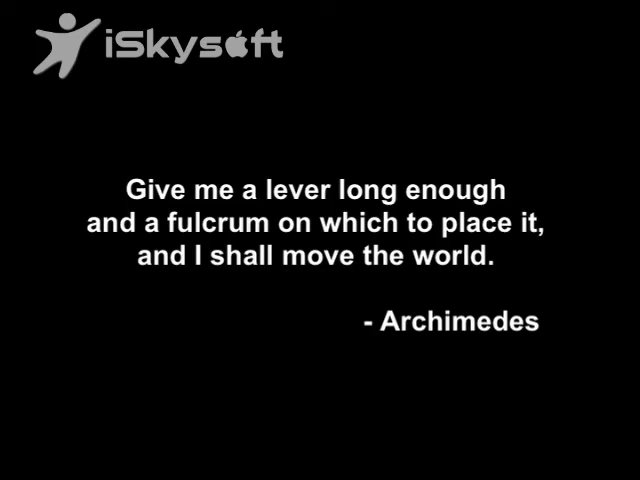 iSkysoft
Give me a lever long enough
and a fulcrum on which to place it,
and I shall move the world.
- Archimedes